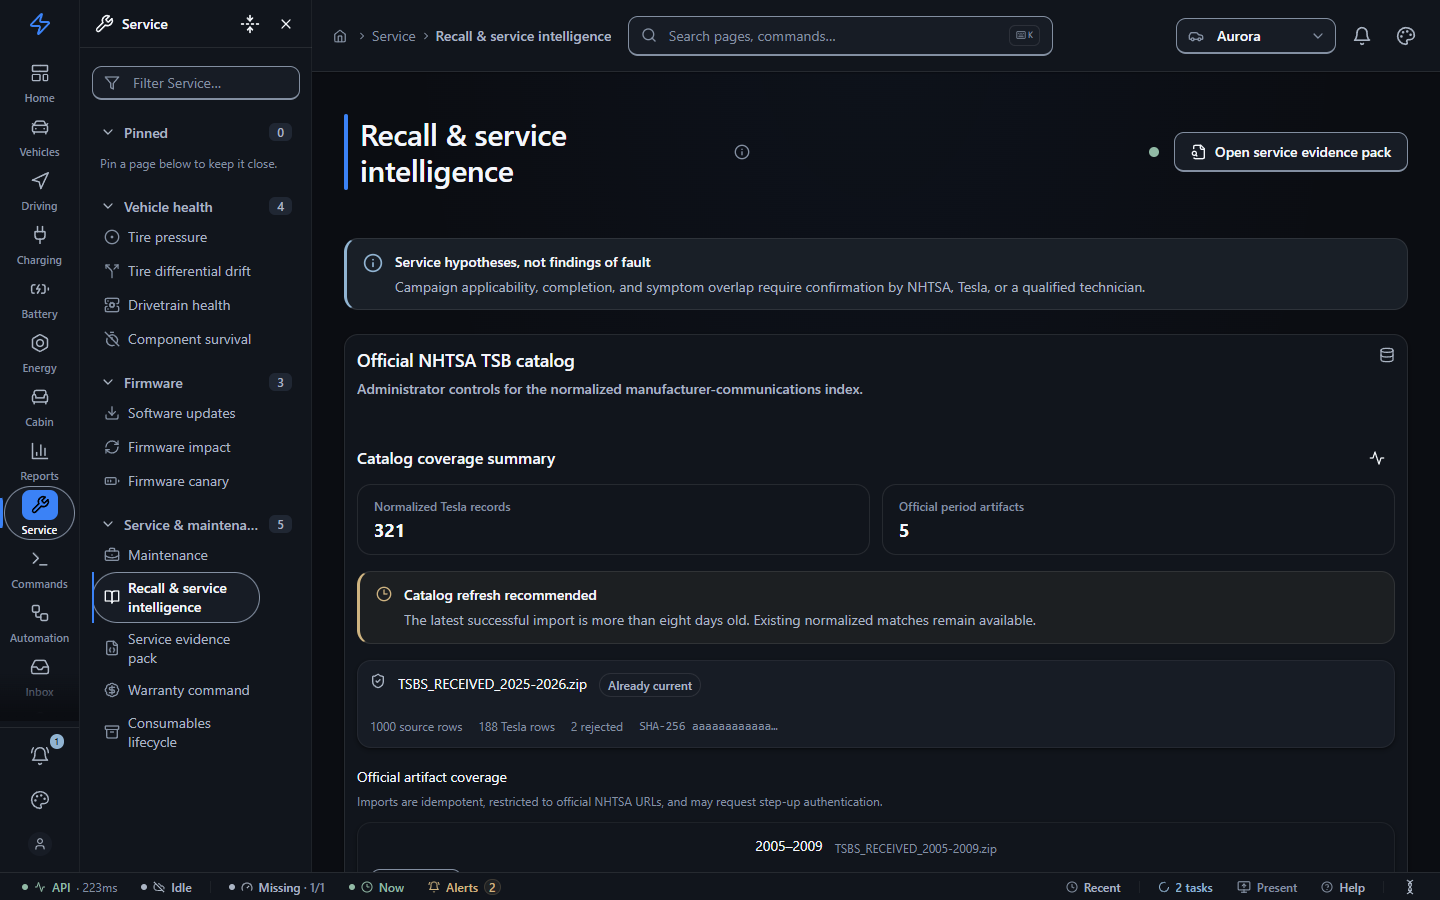 Service
Home
Vehicles
Driving
Charging
Battery
Energy
Cabin
Reports
Service
Commands
Automation
Inbox
1
Filter Service...
Pinned 0
Pin a page below to keep it close.
Vehicle health 4
Tire pressure
Tire differential drift
Drivetrain health
Component survival
Firmware 3
Software updates
Firmware impact
Firmware canary
Service & maintena... 5
Maintenance
Recall & service
intelligence
Service evidence
pack
Warranty command
Consumables
lifecycle
Service > Recall & service intelligence
Search pages, commands...
K
Aurora
Recall & service
intelligence
Open service evidence pack
Service hypotheses, not findings of fault
Campaign applicability, completion, and symptom overlap require confirmation by NHTSA, Tesla, or a qualified technician.
Official NHTSA TSB catalog
Administrator controls for the normalized manufacturer-communications index.
Catalog coverage summary
Normalized Tesla records
321
Official period artifacts
5
Catalog refresh recommended
The latest successful import is more than eight days old. Existing normalized matches remain available.
TSBS_RECEIVED_2025-2026.zip Already current
1000 source rows 188 Tesla rows 2 rejected SHA-256 aaaaaaaaaaaa…
Official artifact coverage
Imports are idempotent, restricted to official NHTSA URLs, and may request step-up authentication.
2005–2009 TSBS_RECEIVED_2005-2009.zip
API · 223ms Idle Missing · 1/1 Now Alerts 2 Recent 2 tasks Present Help